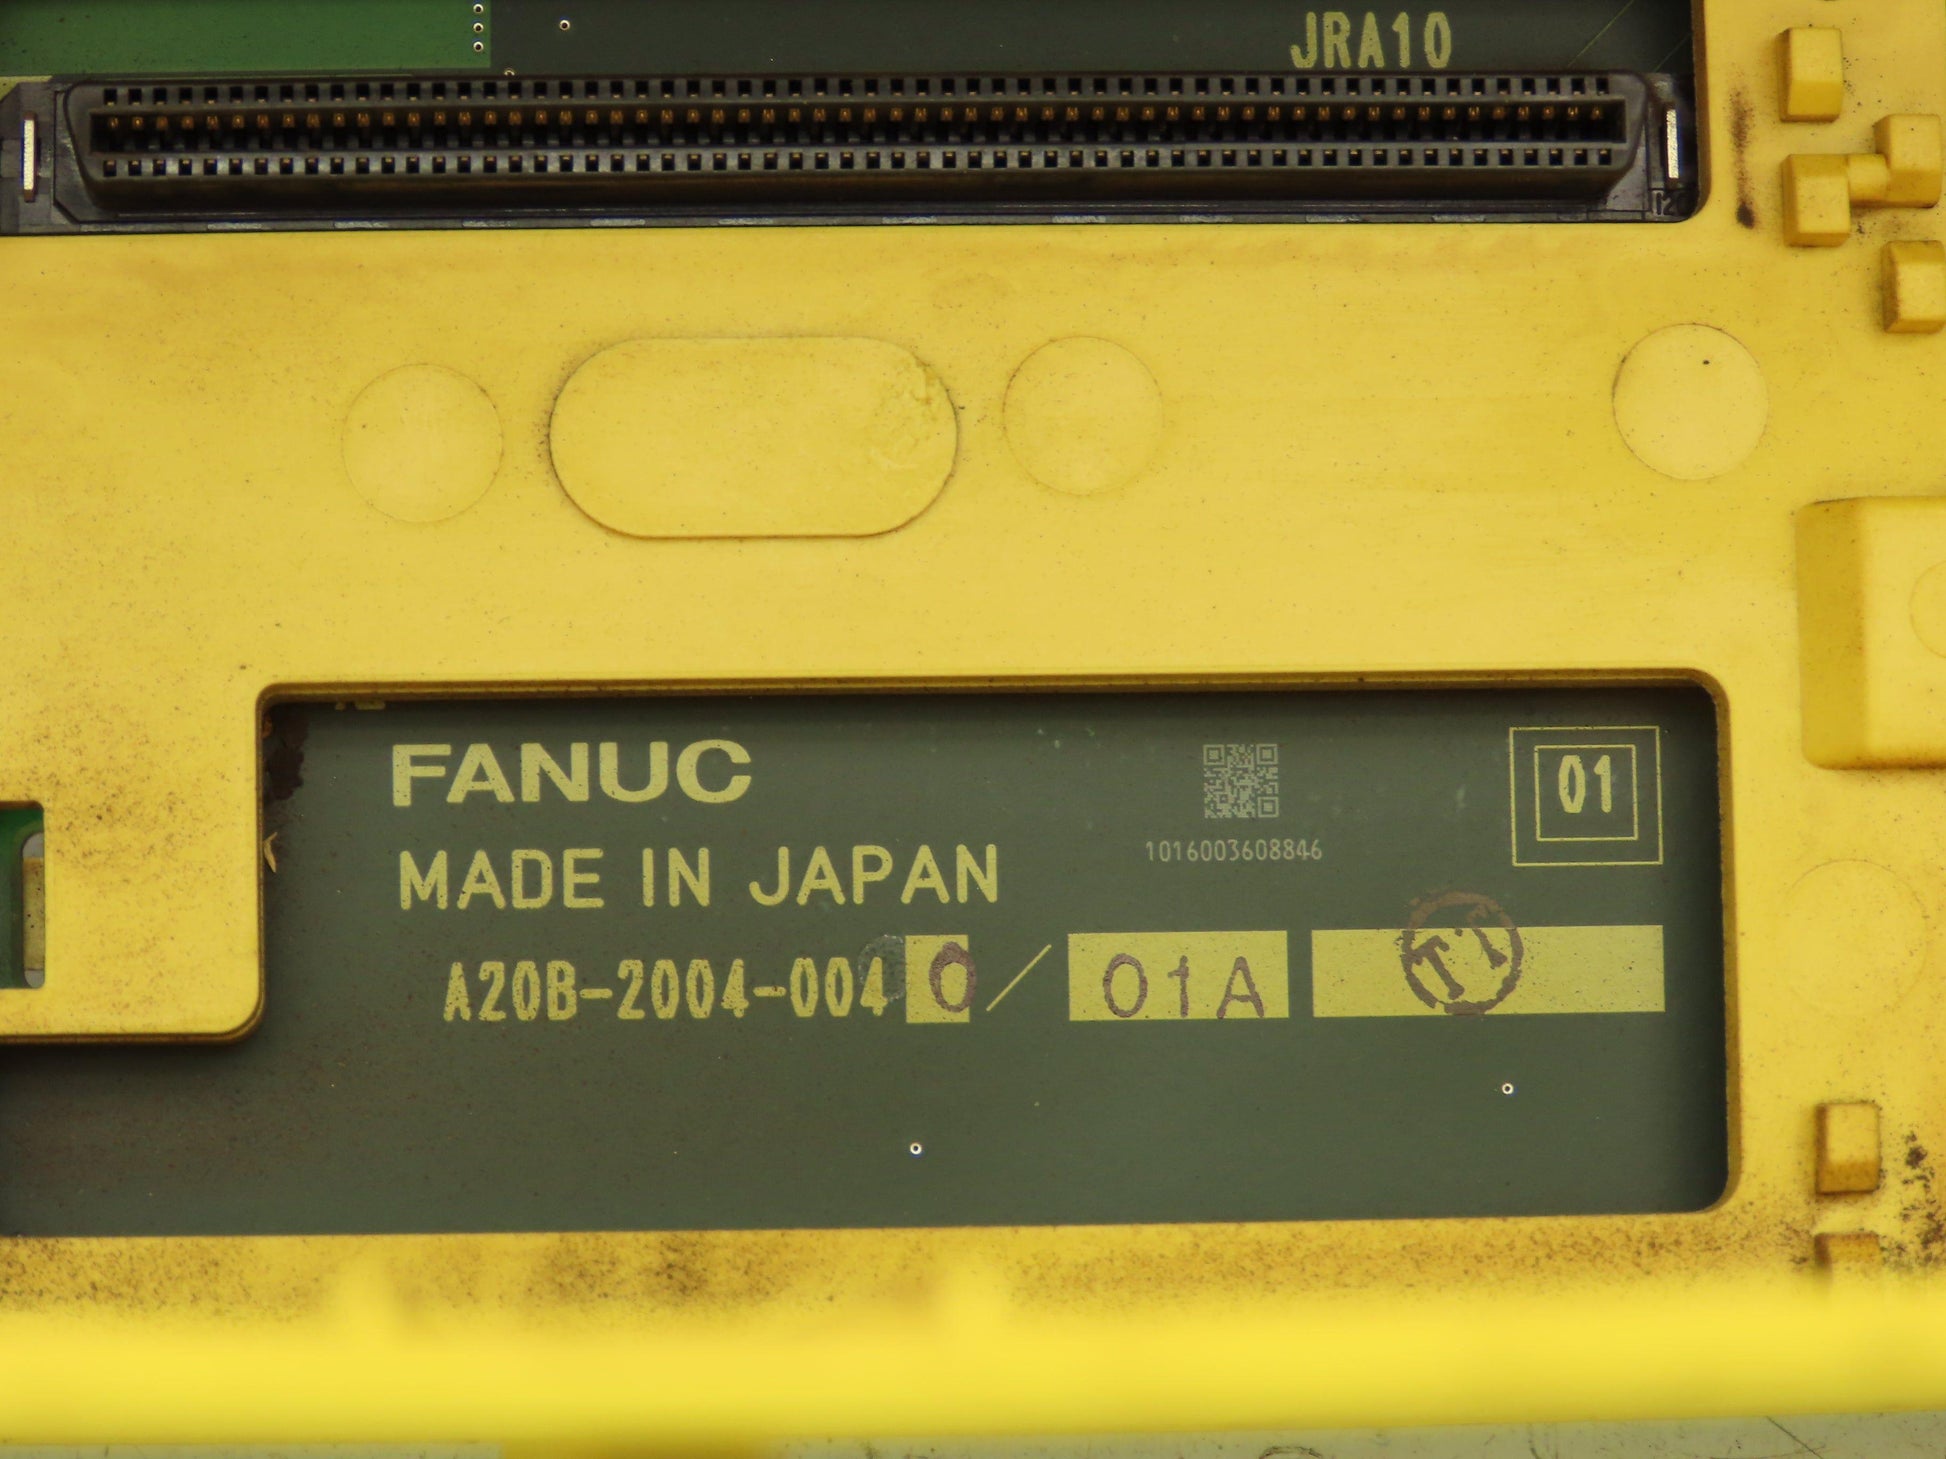 JRA10
FANUC
MADE IN JAPAN
1016003608846
01
A20B-2004-0040/01A